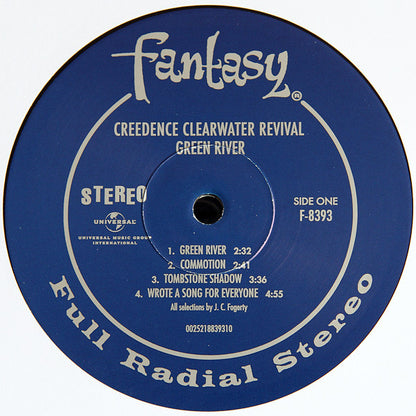 fantasy®
CREEDENCE CLEARWATER REVIVAL
GREEN RIVER
STEREO
SIDE ONE
F-8393
UNIVERSAL
UNIVERSAL MUSIC GROUP
INTERNATIONAL
1. GREEN RIVER 2:32
2. COMMOTION 2:41
3. TOMBSTONE SHADOW 3:36
4. WROTE A SONG FOR EVERYONE 4:55
All selections by J. C. Fogerty
0025218839310
Full Radial Stereo